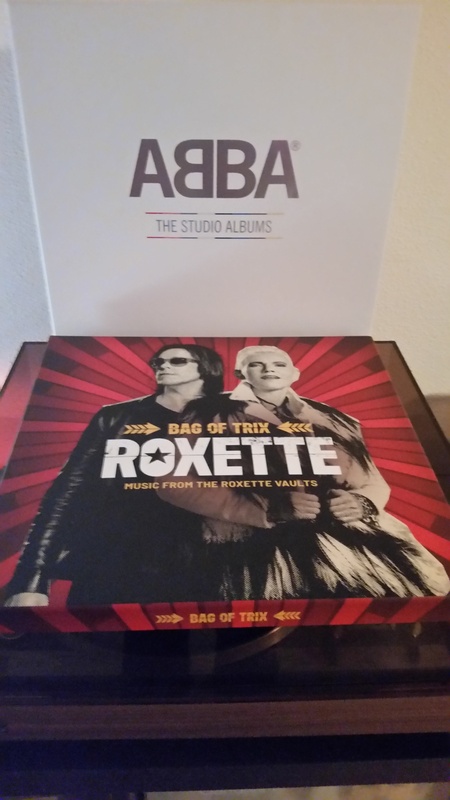 ABBA®
THE STUDIO ALBUMS
BAG OF TRIX
ROXETTE
MUSIC FROM THE ROXETTE VAULTS
BAG OF TRIX